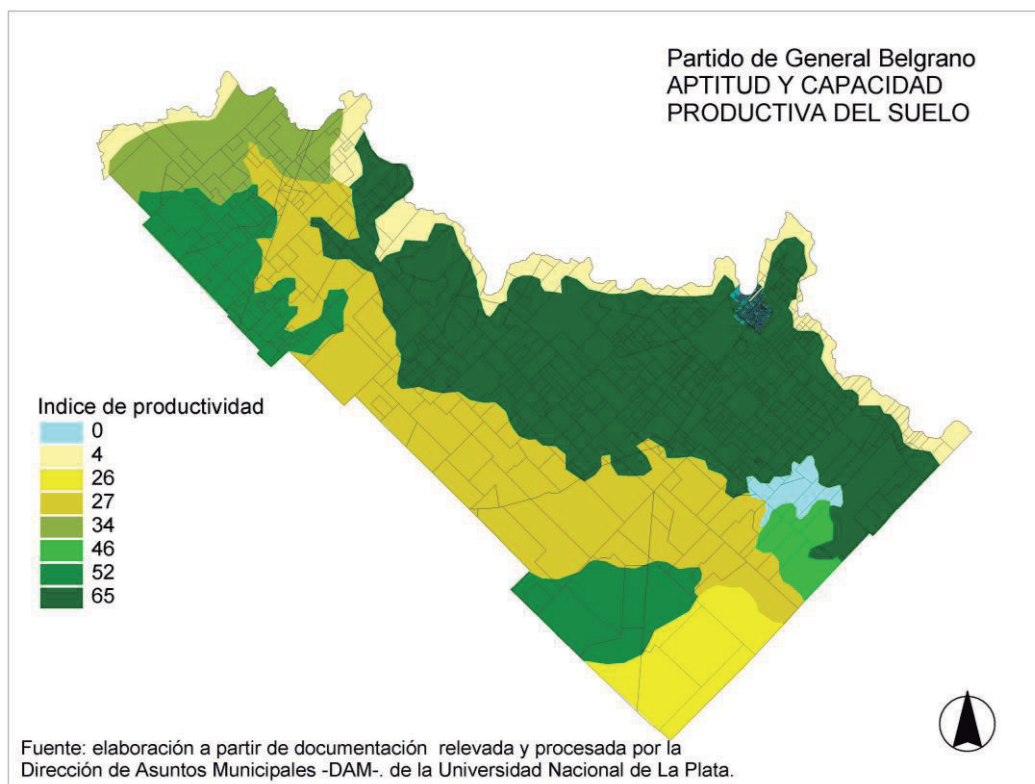 Partido de General Belgrano
APTITUD Y CAPACIDAD
PRODUCTIVA DEL SUELO
Indice de productividad
0
4
26
27
34
46
52
65
Fuente: elaboración a partir de documentación relevada y procesada por la
Dirección de Asuntos Municipales -DAM-. de la Universidad Nacional de La Plata.